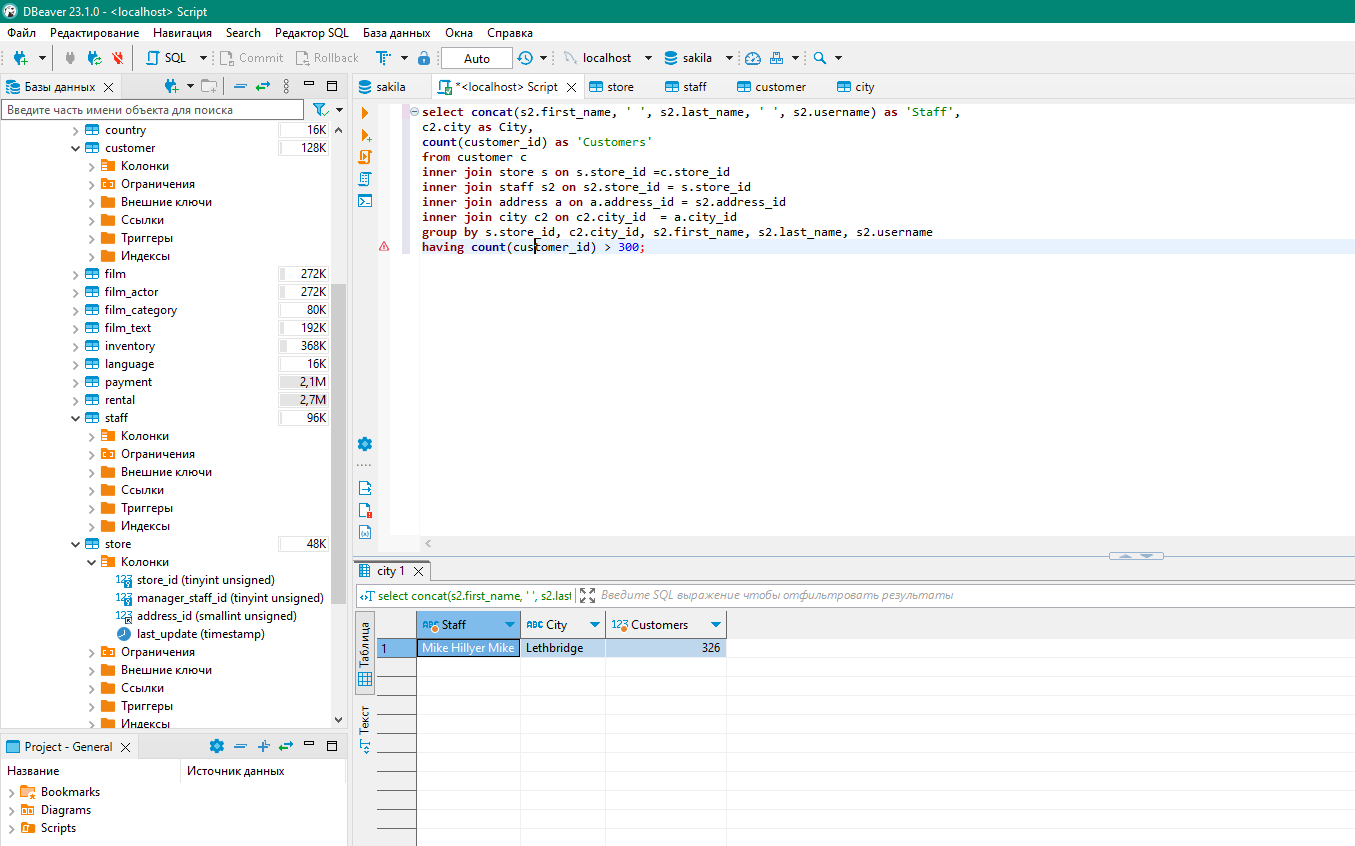 DBeaver 23.1.0 - <localhost> Script
Файл Редактирование Навигация Search Редактор SQL База данных Окна Справка
SQL Commit Rollback Auto localhost sakila
Базы данных
Введите часть имени объекта для поиска
country 16K
customer 128K
Колонки
Ограничения
Внешние ключи
Ссылки
Триггеры
Индексы
film 272K
film_actor 272K
film_category 80K
film_text 192K
inventory 368K
language 16K
payment 2,1M
rental 2,7M
staff 96K
Колонки
Ограничения
Внешние ключи
Ссылки
Триггеры
Индексы
store 48K
Колонки
store_id (tinyint unsigned)
manager_staff_id (tinyint unsigned)
address_id (smallint unsigned)
last_update (timestamp)
Ограничения
Внешние ключи
Ссылки
Триггеры
Индексы
Project - General
Название Источник данных
Bookmarks
Diagrams
Scripts
sakila *<localhost> Script store staff customer city
select concat(s2.first_name, ' ', s2.last_name, ' ', s2.username) as 'Staff',
c2.city as City,
count(customer_id) as 'Customers'
from customer c
inner join store s on s.store_id =c.store_id
inner join staff s2 on s2.store_id = s.store_id
inner join address a on a.address_id = s2.address_id
inner join city c2 on c2.city_id  = a.city_id
group by s.store_id, c2.city_id, s2.first_name, s2.last_name, s2.username
having count(customer_id) > 300;
city 1
select concat(s2.first_name, ' ', s2.last Введите SQL выражение чтобы отфильтровать результаты
Таблица
Текст
ABC Staff ABC City 123 Customers
1 Mike Hillyer Mike Lethbridge 326